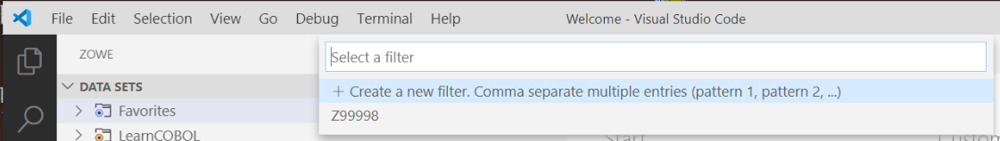 File Edit Selection View Go Debug Terminal Help Welcome - Visual Studio Code
ZOWE
Select a filter
DATA SETS
+ Create a new filter. Comma separate multiple entries (pattern 1, pattern 2, ...)
Favorites
Z99998
LearnCOBOL
Start